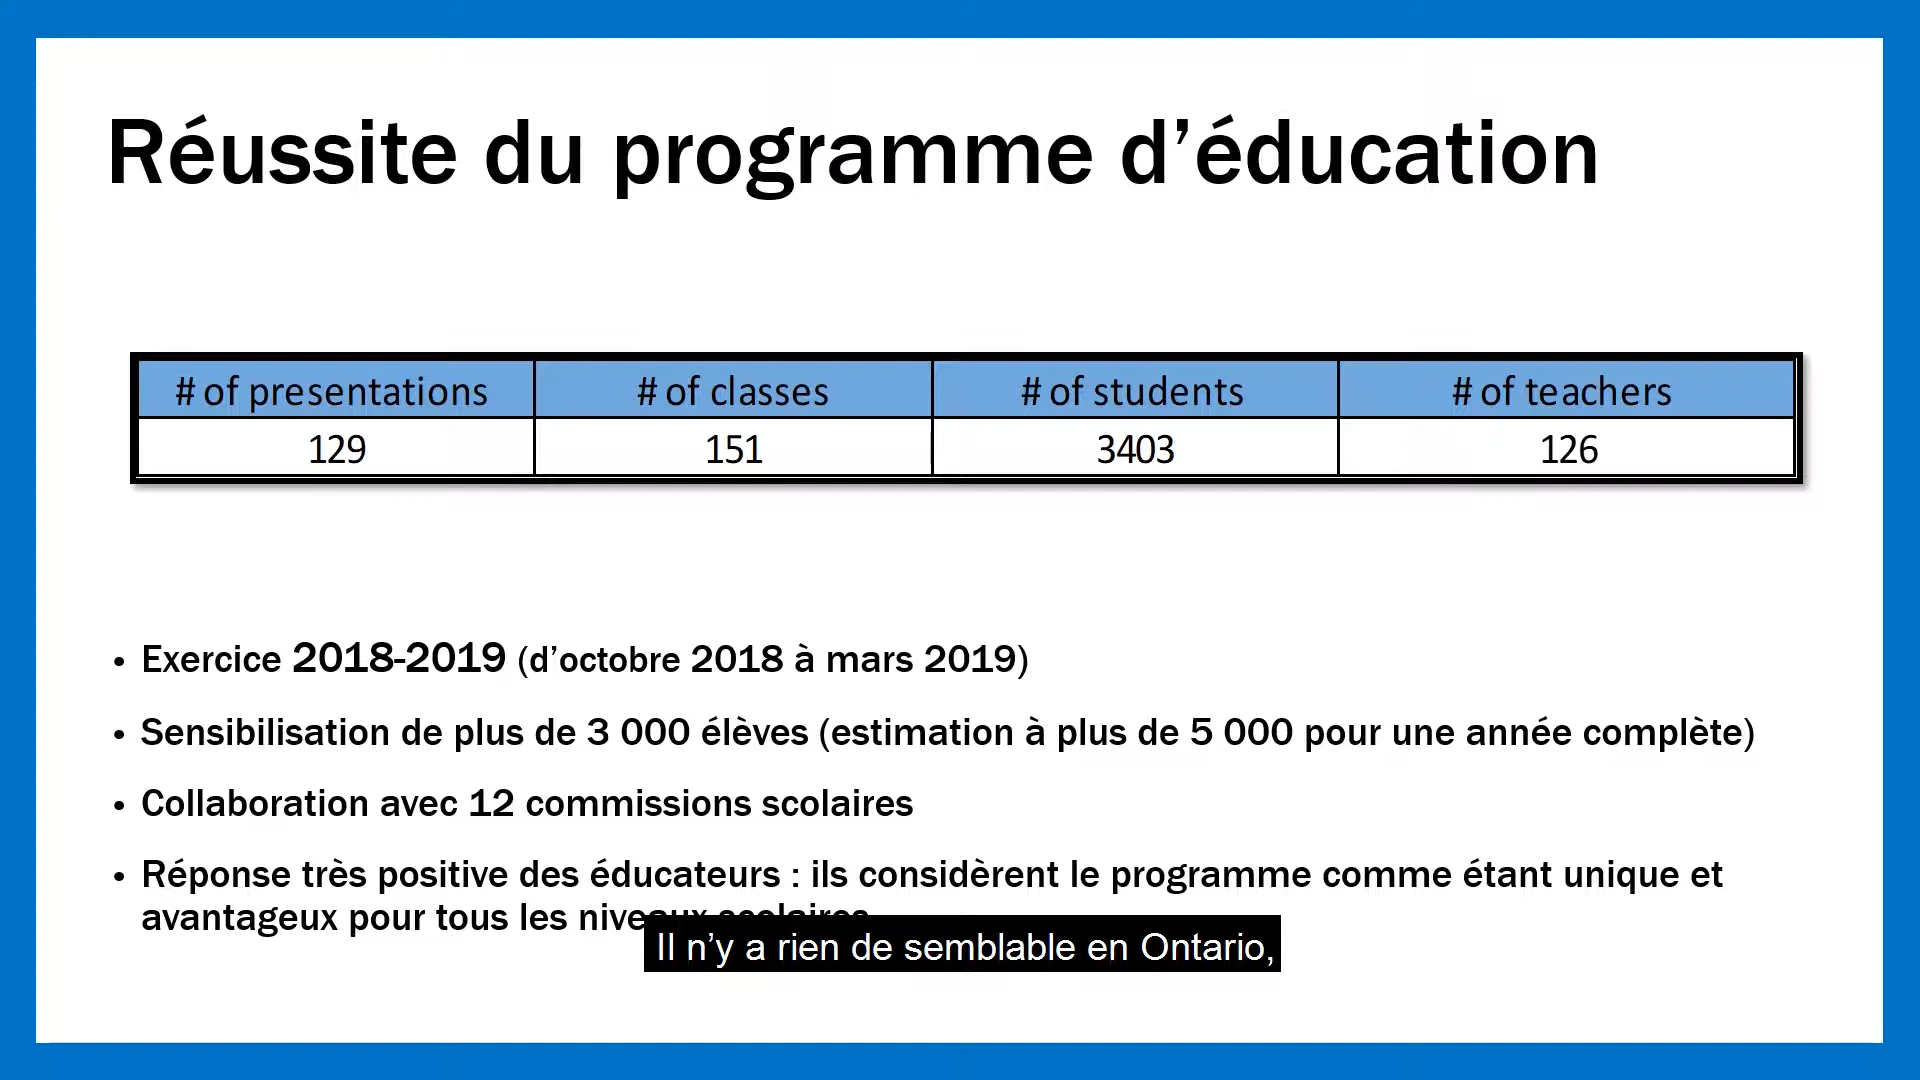 Réussite du programme d’éducation
# of presentations # of classes # of students # of teachers
129 151 3403 126
• Exercice 2018-2019 (d’octobre 2018 à mars 2019)
• Sensibilisation de plus de 3 000 élèves (estimation à plus de 5 000 pour une année complète)
• Collaboration avec 12 commissions scolaires
• Réponse très positive des éducateurs : ils considèrent le programme comme étant unique et
avantageux pour tous les niveaux scolaires
Il n’y a rien de semblable en Ontario,